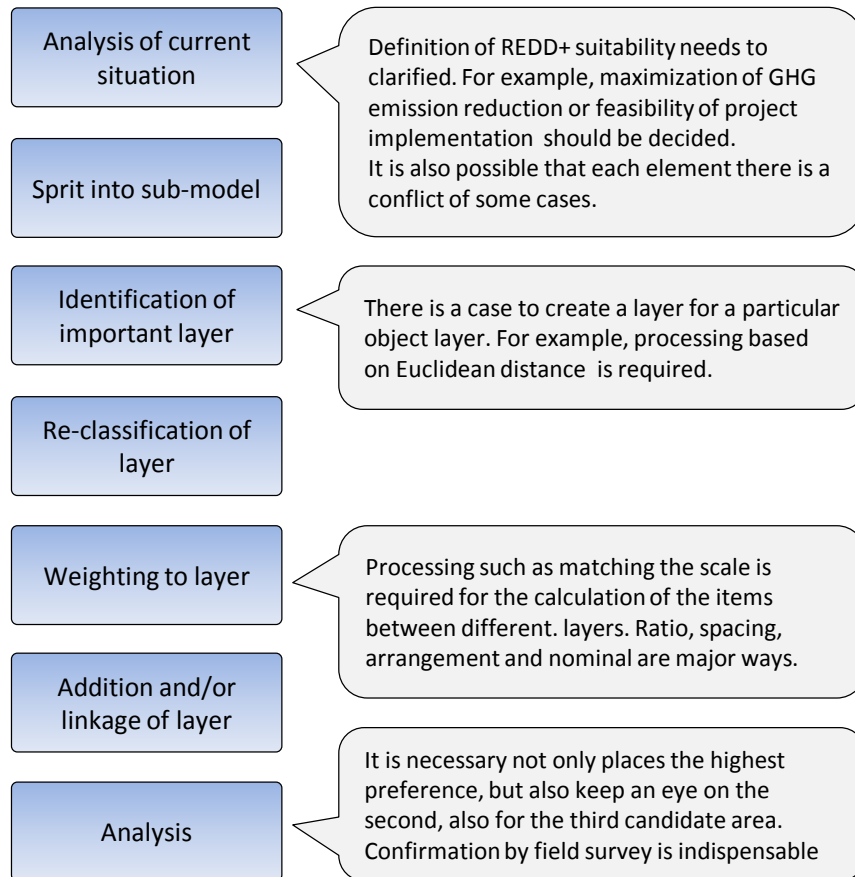 Analysis of current
situation
Definition of REDD+ suitability needs to
clarified. For example, maximization of GHG
emission reduction or feasibility of project
implementation should be decided.
It is also possible that each element there is a
conflict of some cases.
Sprit into sub-model
Identification of
important layer
There is a case to create a layer for a particular
object layer. For example, processing based
on Euclidean distance is required.
Re-classification of
layer
Weighting to layer
Processing such as matching the scale is
required for the calculation of the items
between different. layers. Ratio, spacing,
arrangement and nominal are major ways.
Addition and/or
linkage of layer
Analysis
It is necessary not only places the highest
preference, but also keep an eye on the
second, also for the third candidate area.
Confirmation by field survey is indispensable